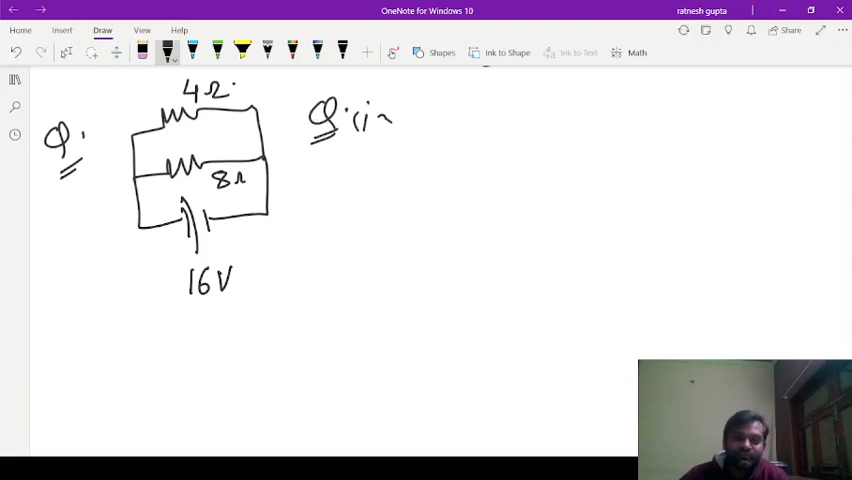 OneNote for Windows 10
ratnesh gupta
Home Insert Draw View Help
Share
Shapes Ink to Shape Ink to Text Math
4Ω
Q.
8Ω
16V
Q. (i